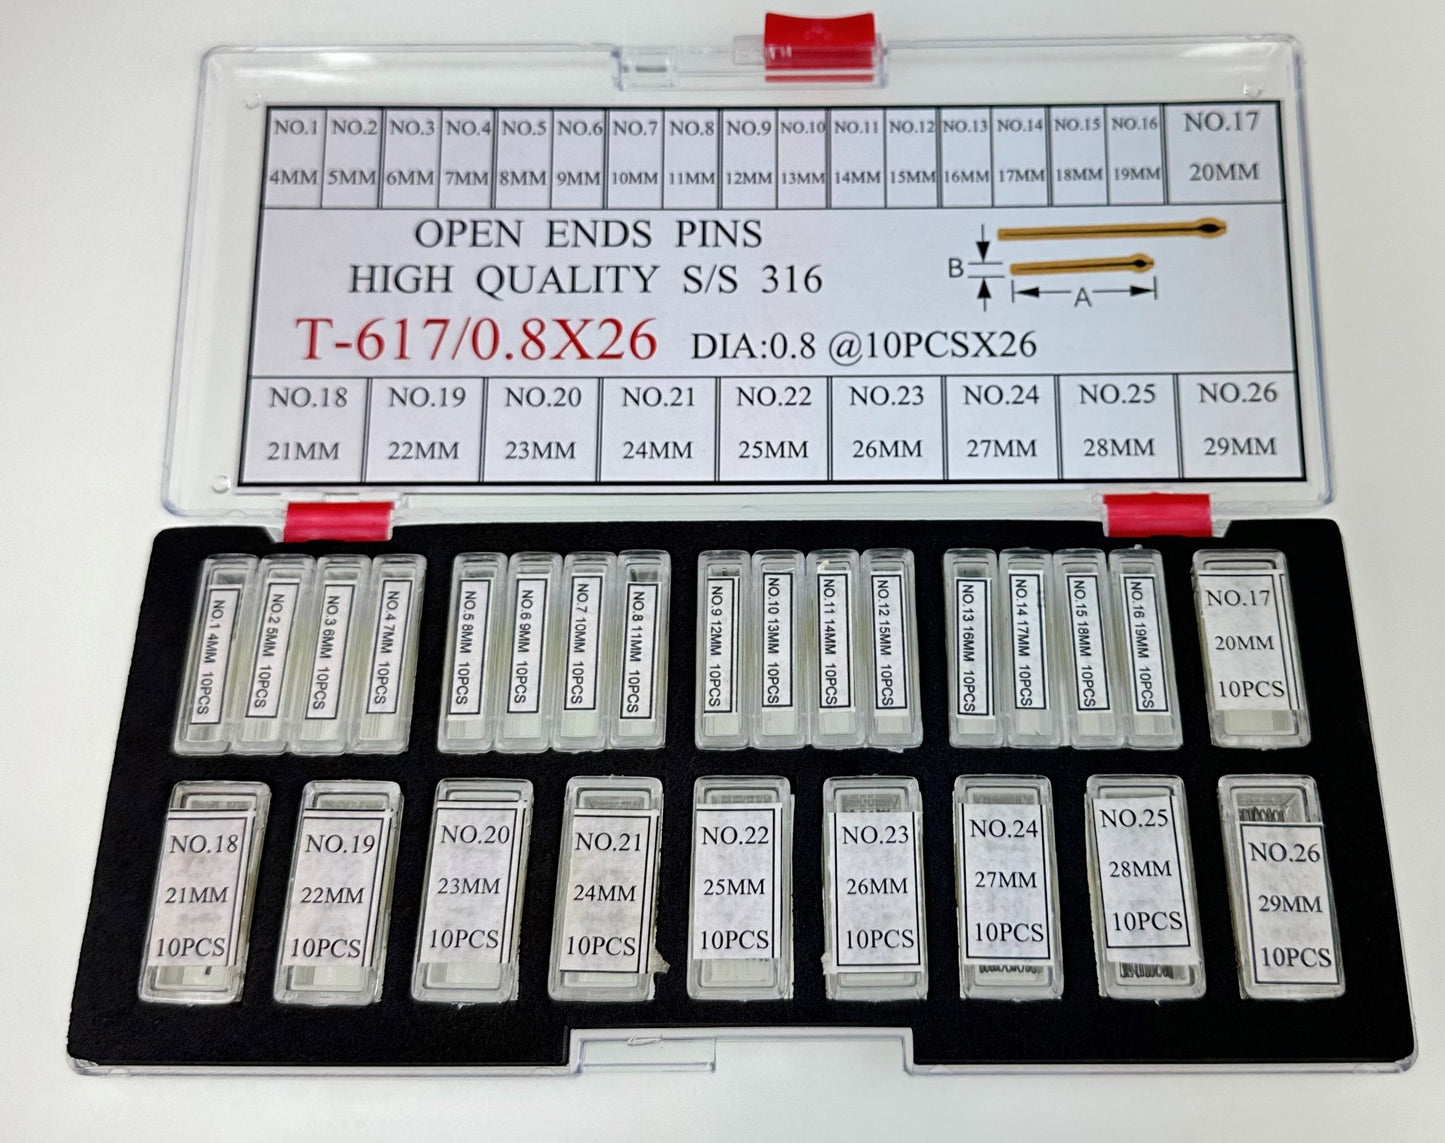 NO.1 NO.2 NO.3 NO.4 NO.5 NO.6 NO.7 NO.8 NO.9 NO.10 NO.11 NO.12 NO.13 NO.14 NO.15 NO.16 NO.17
4MM 5MM 6MM 7MM 8MM 9MM 10MM 11MM 12MM 13MM 14MM 15MM 16MM 17MM 18MM 19MM 20MM
OPEN ENDS PINS
HIGH QUALITY S/S 316
B
A
T-617/0.8X26 DIA:0.8 @10PCSX26
NO.18 NO.19 NO.20 NO.21 NO.22 NO.23 NO.24 NO.25 NO.26
21MM 22MM 23MM 24MM 25MM 26MM 27MM 28MM 29MM
NO.1 4MM 10PCS
NO.2 5MM 10PCS
NO.3 6MM 10PCS
NO.4 7MM 10PCS
NO.5 8MM 10PCS
NO.6 9MM 10PCS
NO.7 10MM 10PCS
NO.8 11MM 10PCS
NO.9 12MM 10PCS
NO.10 13MM 10PCS
NO.11 14MM 10PCS
NO.12 15MM 10PCS
NO.13 16MM 10PCS
NO.14 17MM 10PCS
NO.15 18MM 10PCS
NO.16 19MM 10PCS
NO.17
20MM
10PCS
NO.18
21MM
10PCS
NO.19
22MM
10PCS
NO.20
23MM
10PCS
NO.21
24MM
10PCS
NO.22
25MM
10PCS
NO.23
26MM
10PCS
NO.24
27MM
10PCS
NO.25
28MM
10PCS
NO.26
29MM
10PCS